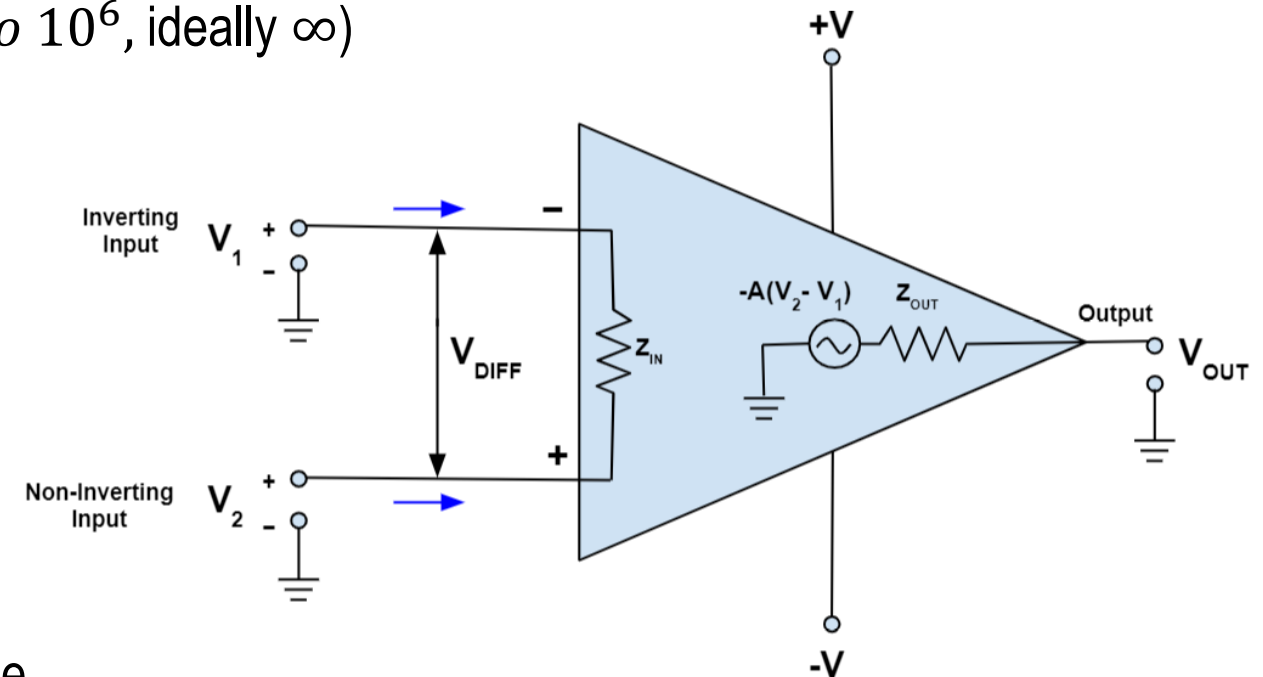 o 10⁶, ideally ∞)
+V
Inverting
Input
V₁
+
-
−
V_DIFF
Z_IN
-A(V₂- V₁)
Z_OUT
Output
V_OUT
+
Non-Inverting
Input
V₂
+
-
-V
e